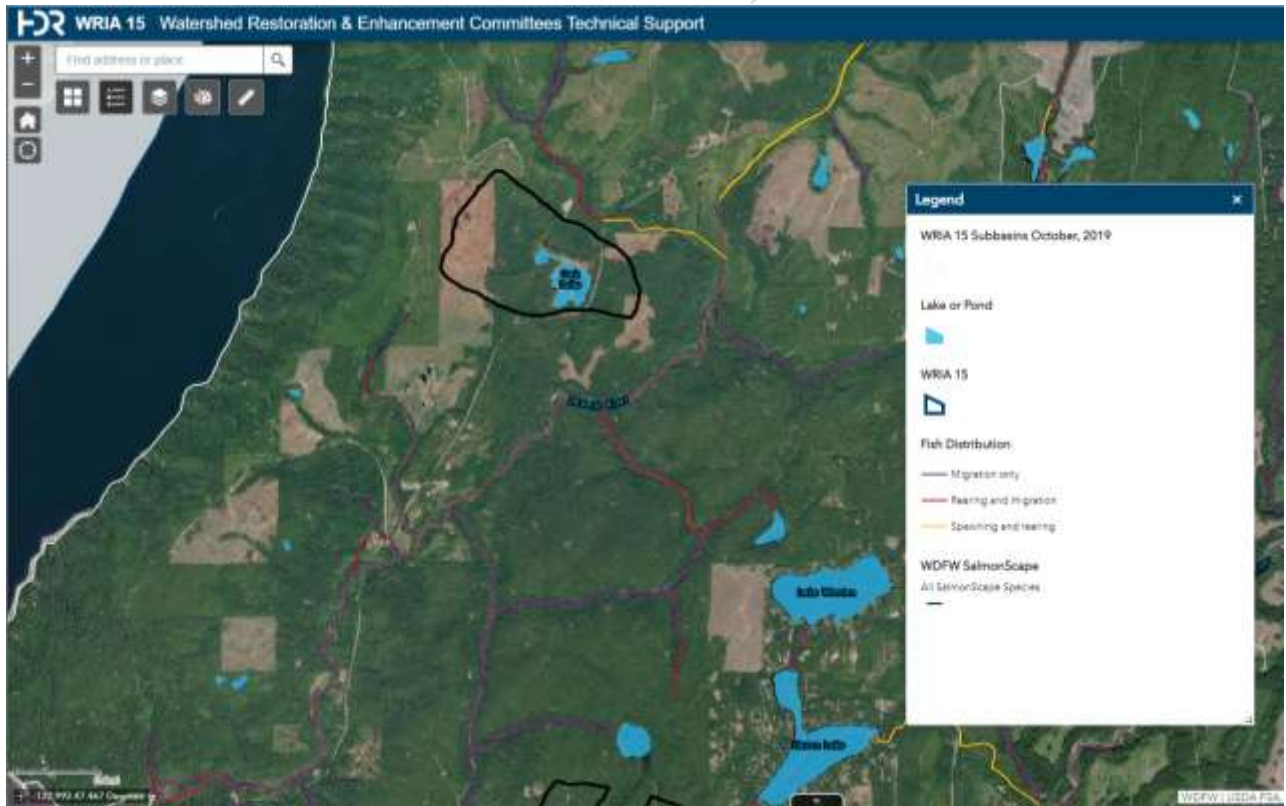 HDR WRIA 15 Watershed Restoration & Enhancement Committees Technical Support
Find address or place
Legend
WRIA 15 Subbasins October, 2019
Lake or Pond
WRIA 15
Fish Distribution
Migration only
Rearing and migration
Spawning and rearing
WDFW SalmonScape
All SalmonScape Species
WDFW | USDA FSA